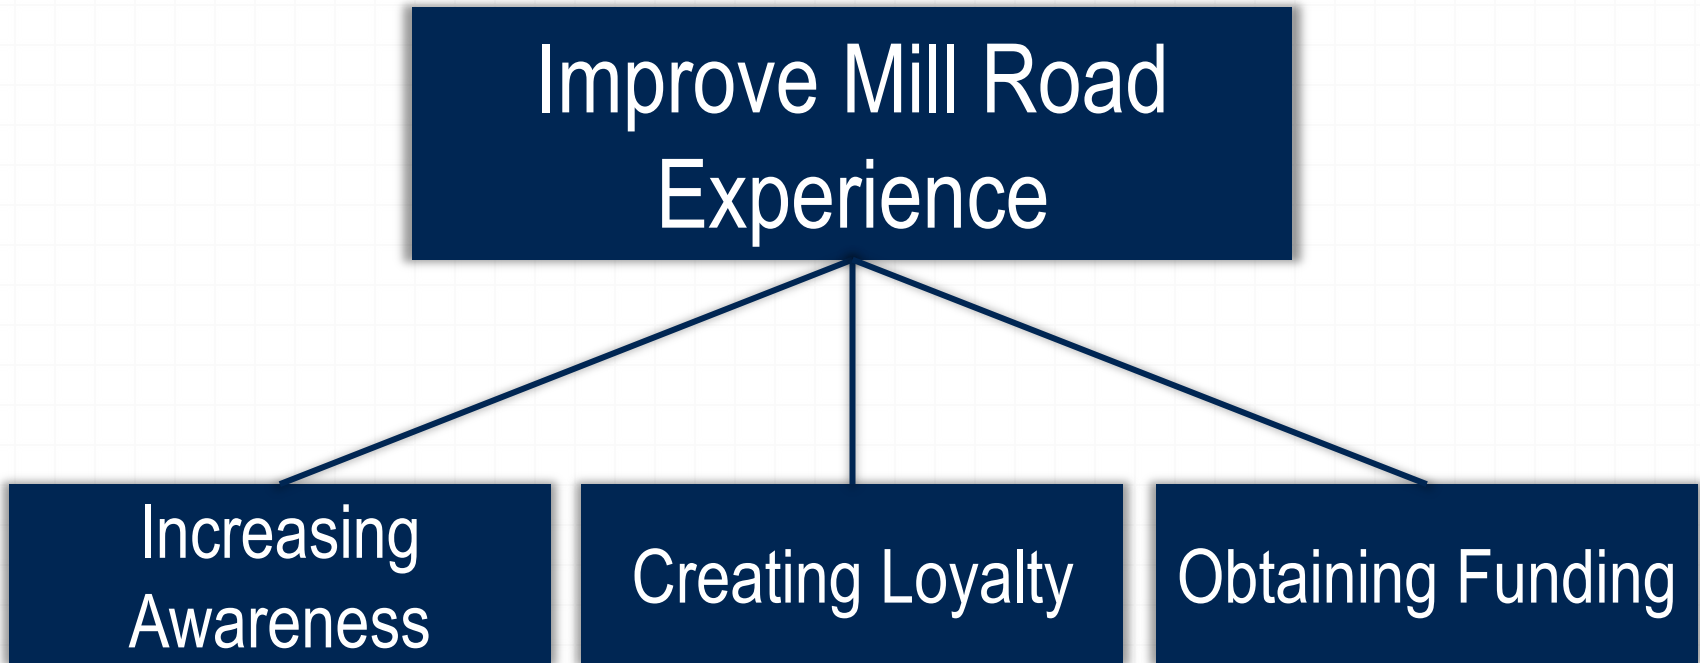 Improve Mill Road
Experience
Increasing
Awareness
Creating Loyalty
Obtaining Funding